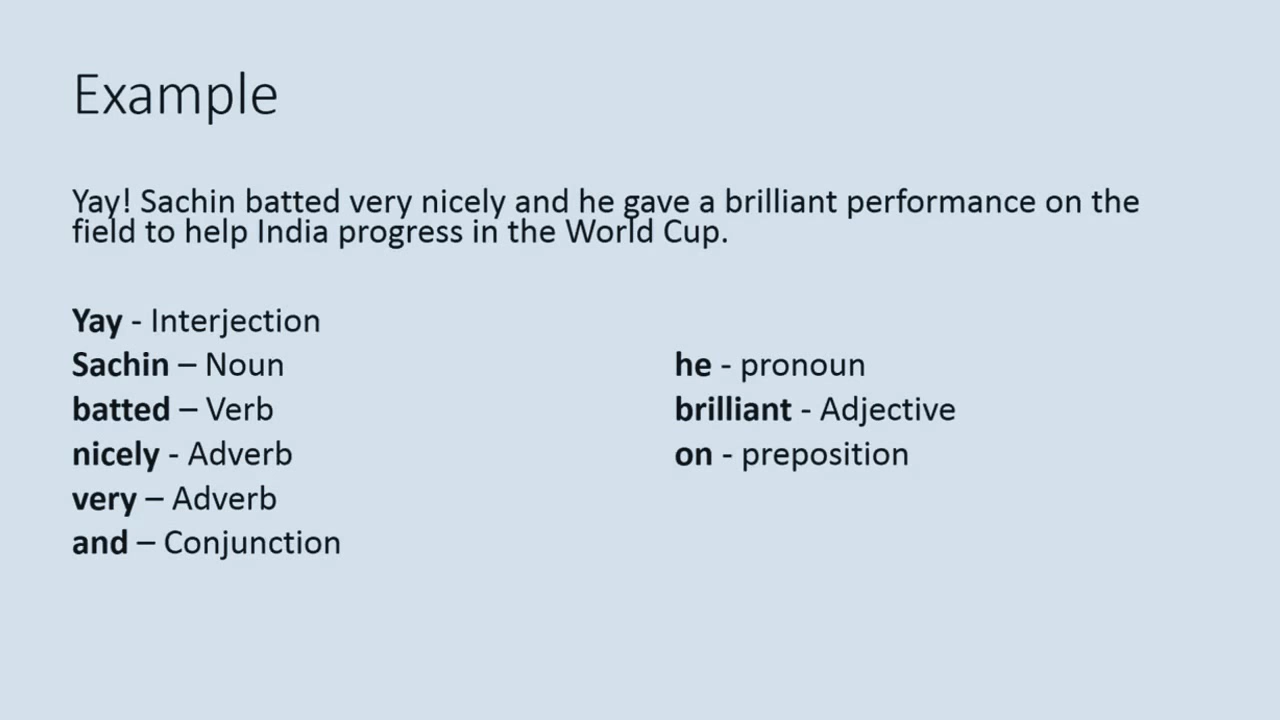 Example
Yay! Sachin batted very nicely and he gave a brilliant performance on the
field to help India progress in the World Cup.
Yay - Interjection
Sachin – Noun
batted – Verb
nicely - Adverb
very – Adverb
and – Conjunction
he - pronoun
brilliant - Adjective
on - preposition